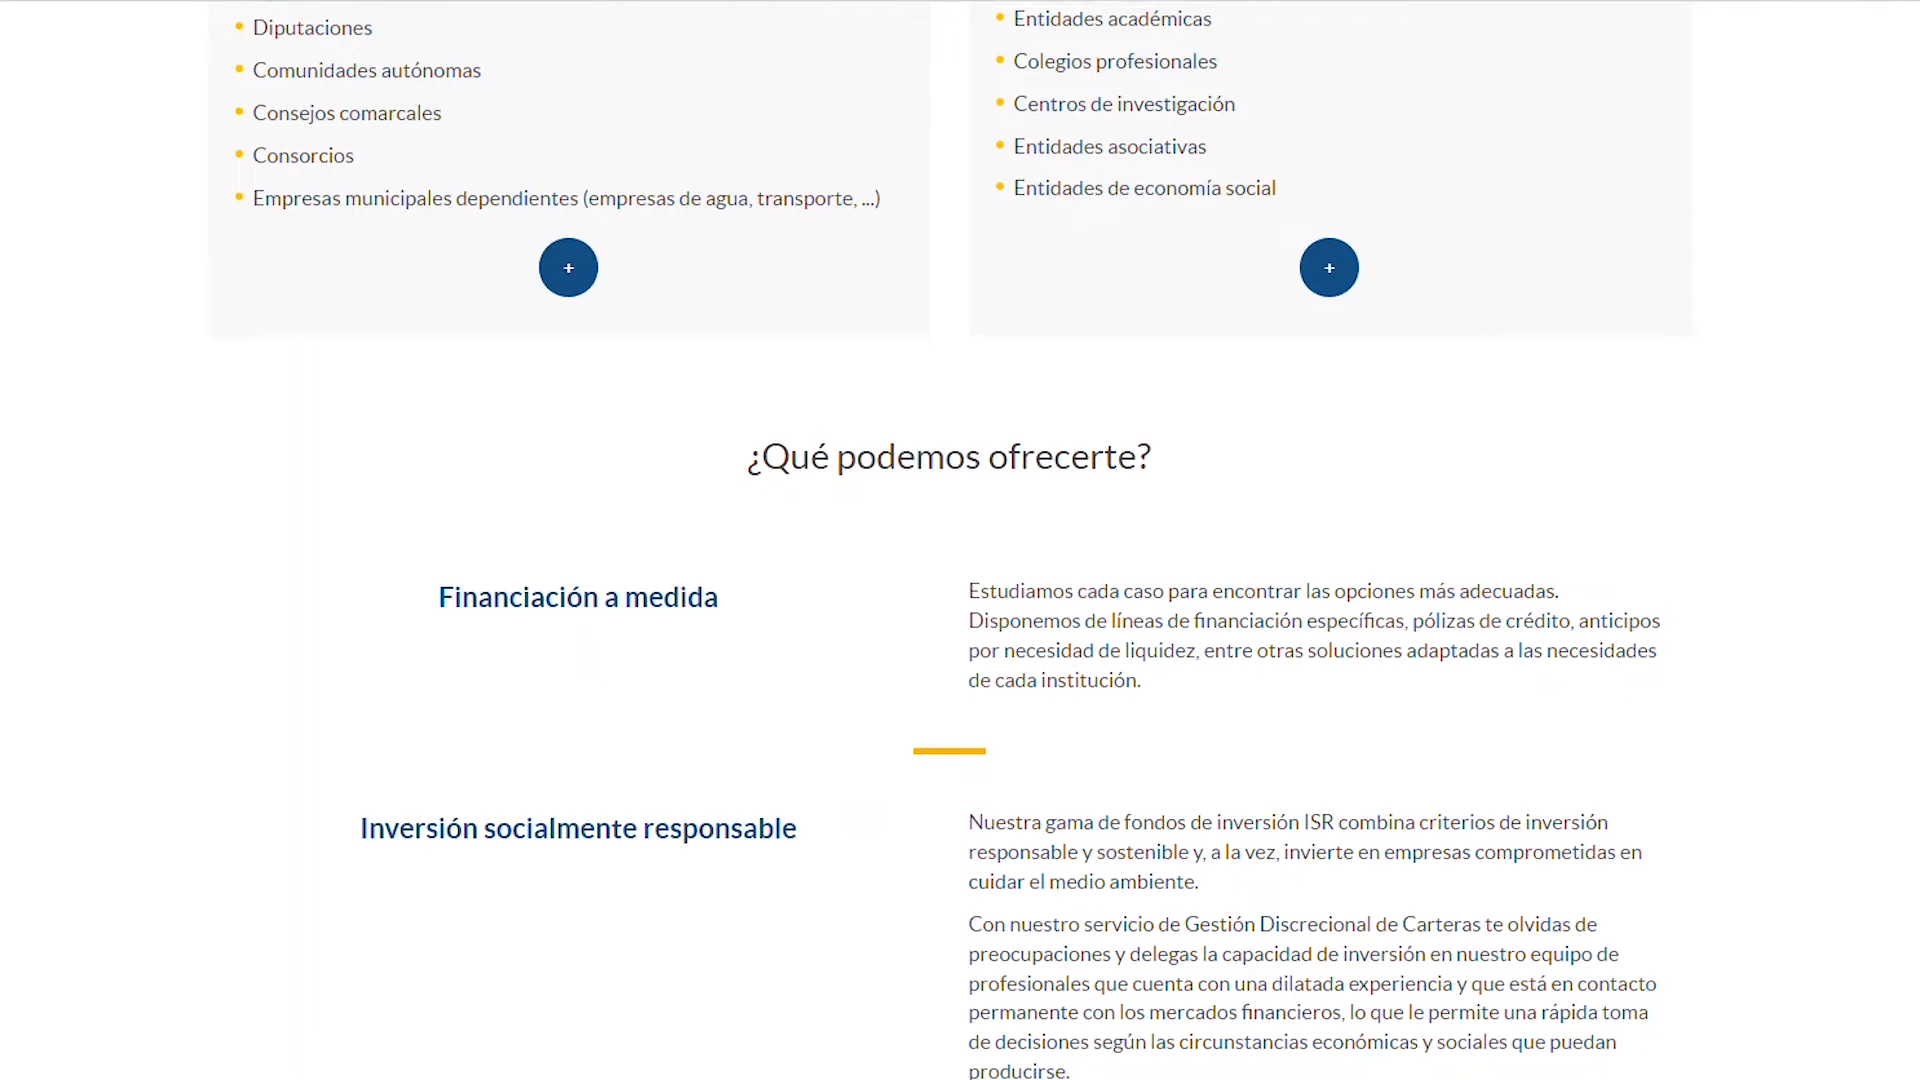 Diputaciones
Comunidades autónomas
Consejos comarcales
Consorcios
Empresas municipales dependientes (empresas de agua, transporte, ...)
+
Entidades académicas
Colegios profesionales
Centros de investigación
Entidades asociativas
Entidades de economía social
+
¿Qué podemos ofrecerte?
Financiación a medida
Estudiamos cada caso para encontrar las opciones más adecuadas.
Disponemos de líneas de financiación específicas, pólizas de crédito, anticipos
por necesidad de liquidez, entre otras soluciones adaptadas a las necesidades
de cada institución.
Inversión socialmente responsable
Nuestra gama de fondos de inversión ISR combina criterios de inversión
responsable y sostenible y, a la vez, invierte en empresas comprometidas en
cuidar el medio ambiente.
Con nuestro servicio de Gestión Discrecional de Carteras te olvidas de
preocupaciones y delegas la capacidad de inversión en nuestro equipo de
profesionales que cuenta con una dilatada experiencia y que está en contacto
permanente con los mercados financieros, lo que le permite una rápida toma
de decisiones según las circunstancias económicas y sociales que puedan
producirse.